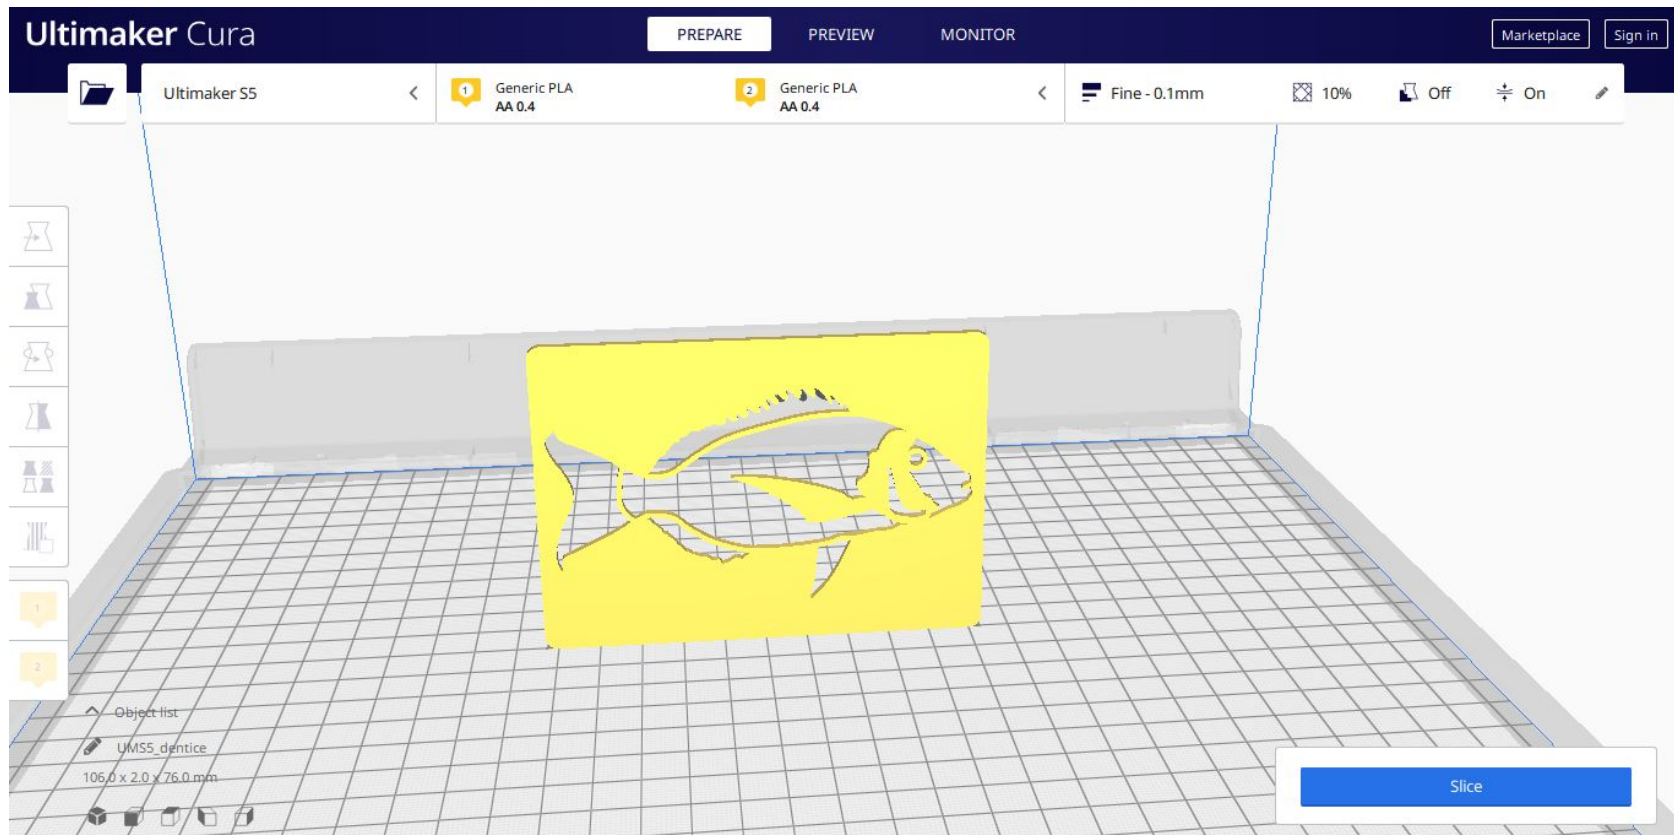 Ultimaker Cura
PREPARE
PREVIEW
MONITOR
Marketplace
Sign in
Ultimaker S5
1
Generic PLA
AA 0.4
2
Generic PLA
AA 0.4
Fine - 0.1mm
10%
Off
On
1
2
Object list
UMS5_dentice
106.0 x 2.0 x 76.0 mm
Slice